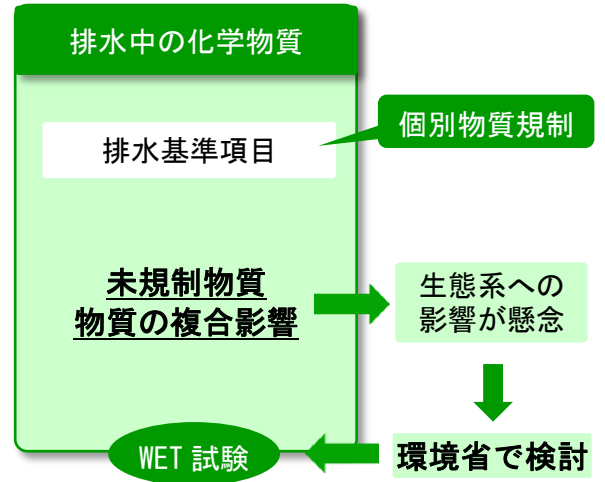 排水中の化学物質
排水基準項目
個別物質規制
未規制物質
物質の複合影響
生態系への
影響が懸念
環境省で検討
WET 試験